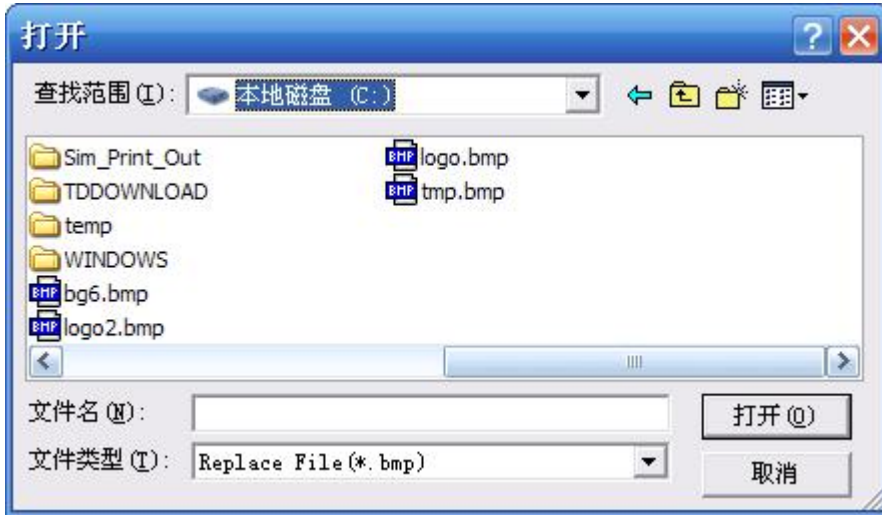 打开
查找范围(I): 本地磁盘 (C:)
Sim_Print_Out
TDDOWNLOAD
temp
WINDOWS
bg6.bmp
logo2.bmp
logo.bmp
tmp.bmp
文件名(N):
打开(O)
文件类型(T): Replace File(*.bmp)
取消